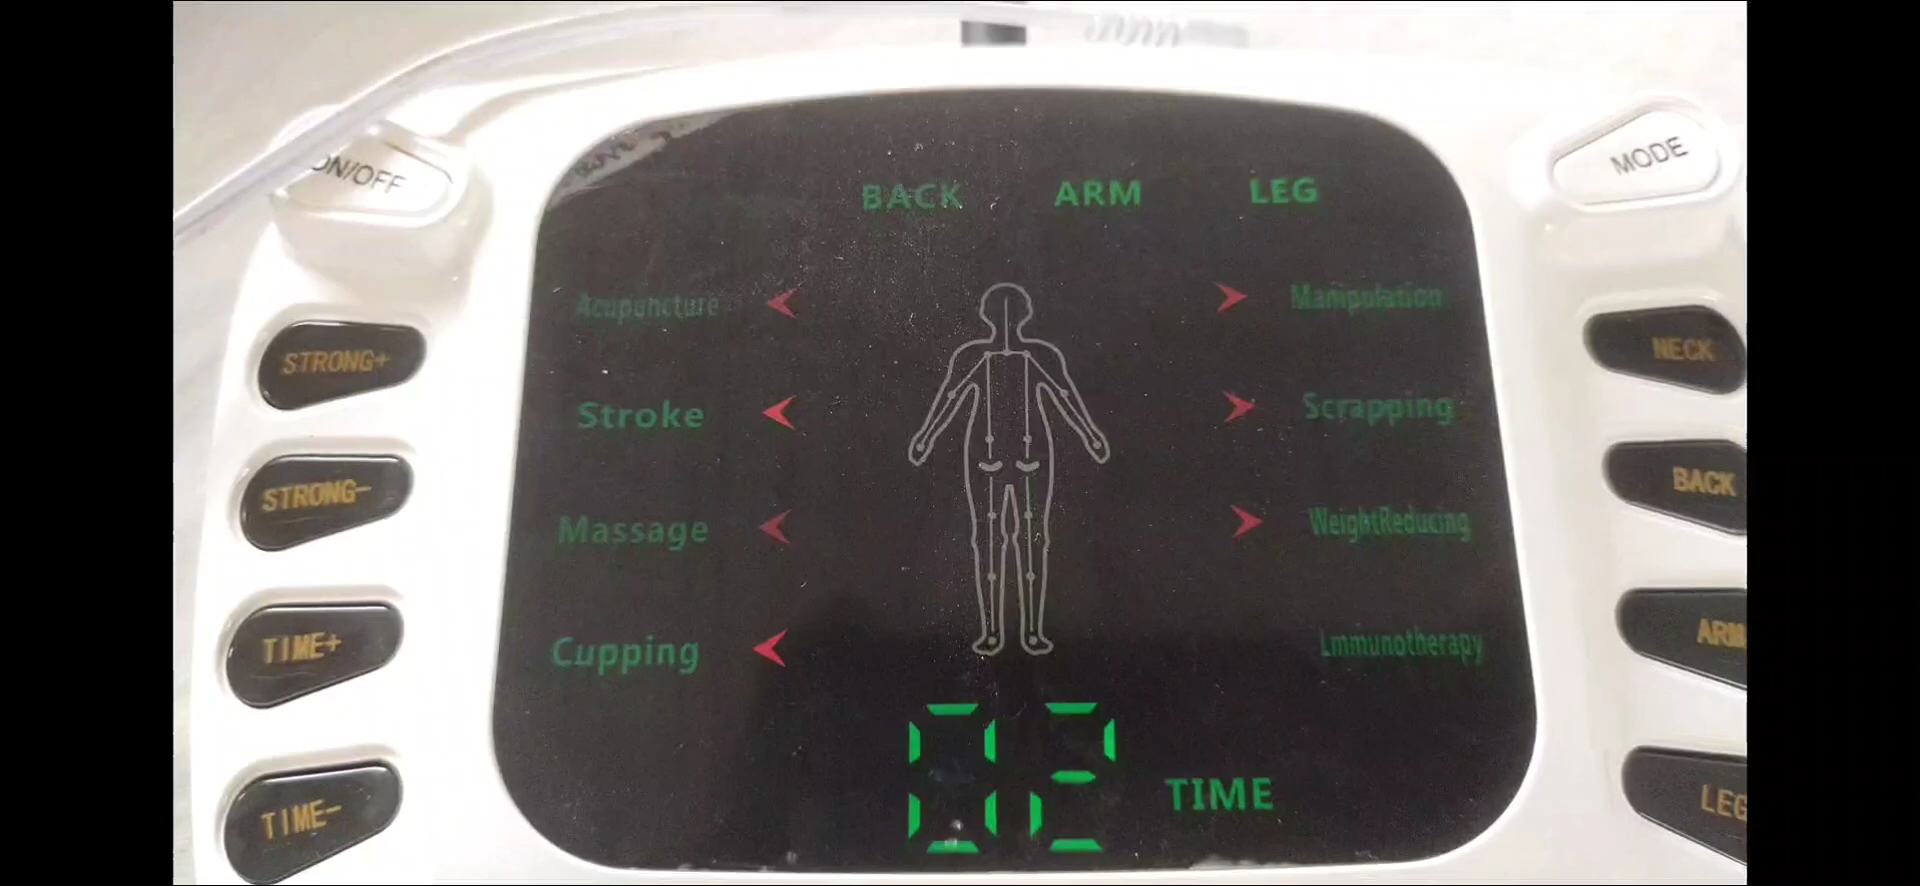 ON/OFF
MODE
BACK ARM LEG
Acupuncture
Manipulation
STRONG+
NECK
Stroke
Scrapping
STRONG-
BACK
Massage
WeightReducing
TIME+
ARM
Cupping
Lmmunotherapy
02 TIME
TIME-
LEG